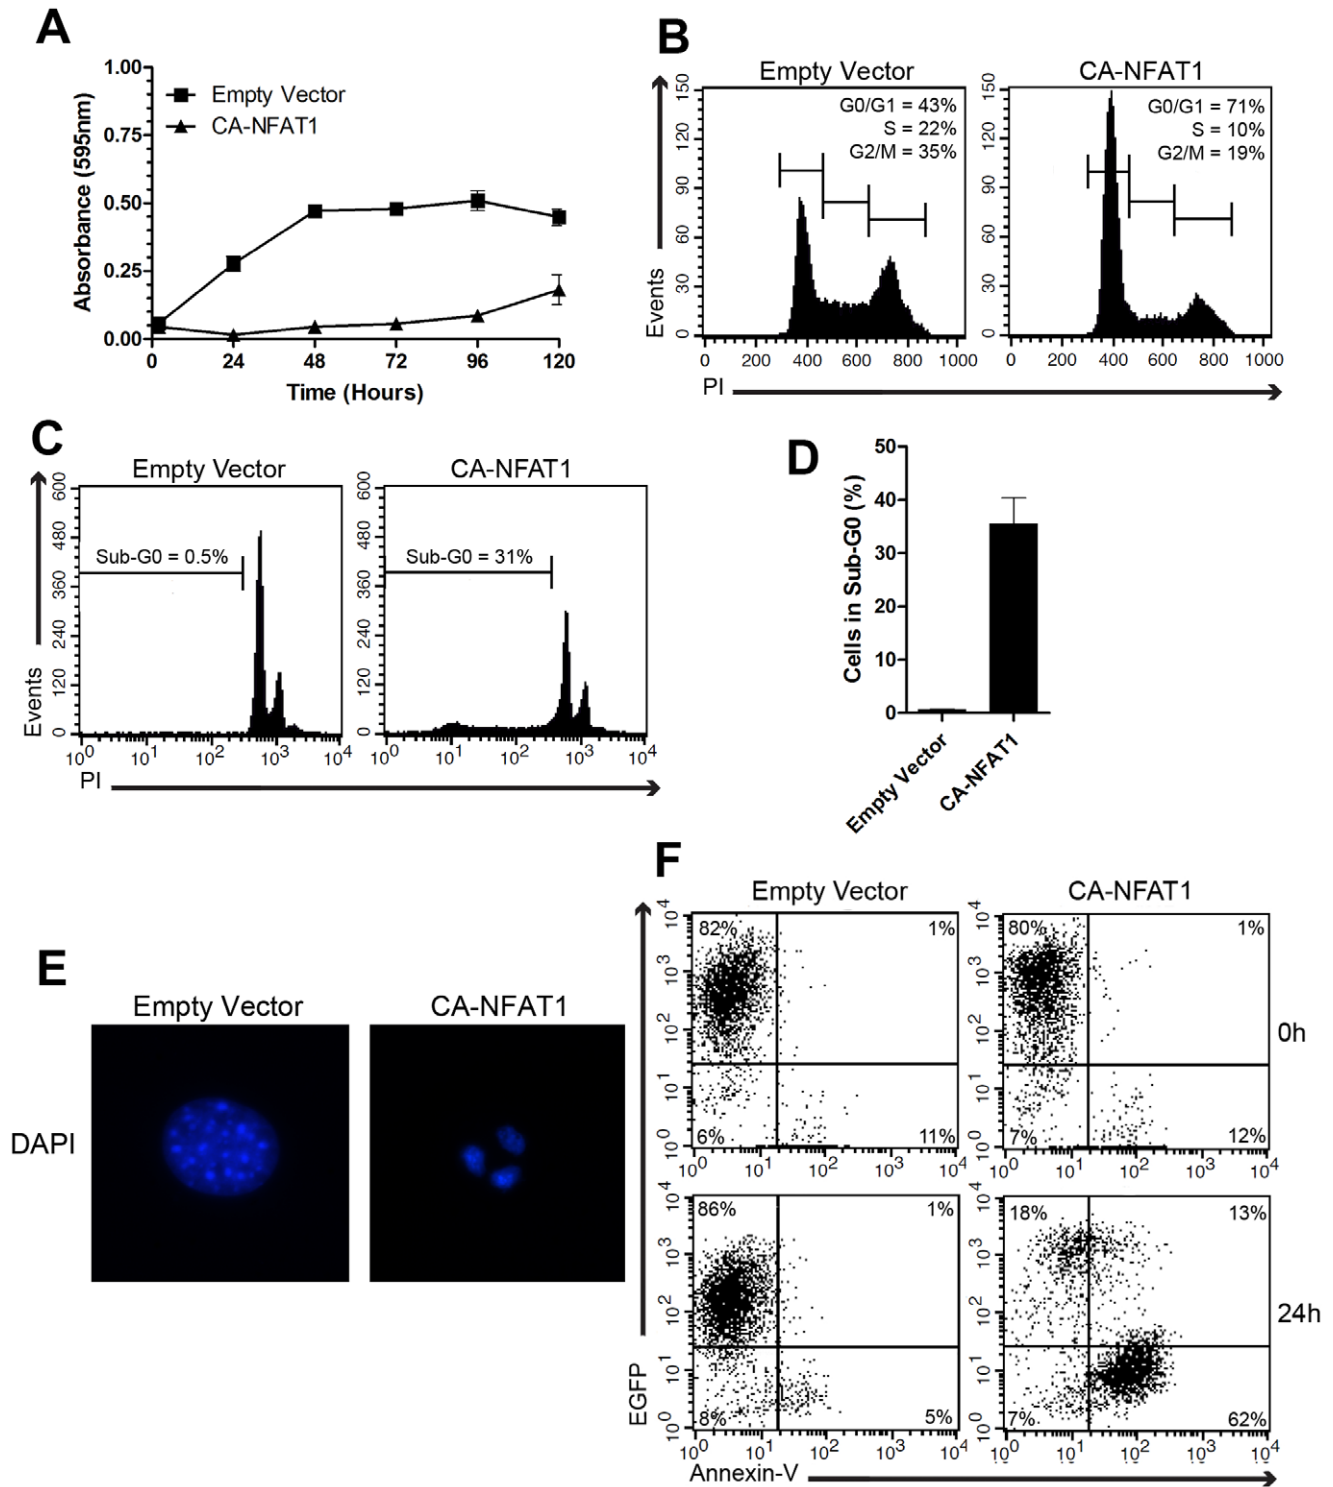 A
Absorbance (595nm)
1.00
0.75
0.50
0.25
0.00
Empty Vector
CA-NFAT1
0 24 48 72 96 120
Time (Hours)
B
Empty Vector
CA-NFAT1
Events
150
120
90
60
30
0
G0/G1 = 43%
S = 22%
G2/M = 35%
0 200 400 600 800 1000
150
120
90
60
30
0
G0/G1 = 71%
S = 10%
G2/M = 19%
0 200 400 600 800 1000
PI
C
Empty Vector
CA-NFAT1
Events
600
480
360
240
120
0
Sub-G0 = 0.5%
10^0 10^1 10^2 10^3 10^4
600
480
360
240
120
0
Sub-G0 = 31%
10^0 10^1 10^2 10^3 10^4
PI
D
Cells in Sub-G0 (%)
50
40
30
20
10
0
Empty Vector
CA-NFAT1
E
Empty Vector
CA-NFAT1
DAPI
F
Empty Vector
CA-NFAT1
EGFP
10^4
10^3
10^2
10^1
10^0
82% 1%
6% 11%
10^0 10^1 10^2 10^3 10^4
10^4
10^3
10^2
10^1
10^0
80% 1%
7% 12%
10^0 10^1 10^2 10^3 10^4
0h
10^4
10^3
10^2
10^1
10^0
86% 1%
8% 5%
10^0 10^1 10^2 10^3 10^4
10^4
10^3
10^2
10^1
10^0
18% 13%
7% 62%
10^0 10^1 10^2 10^3 10^4
24h
Annexin-V